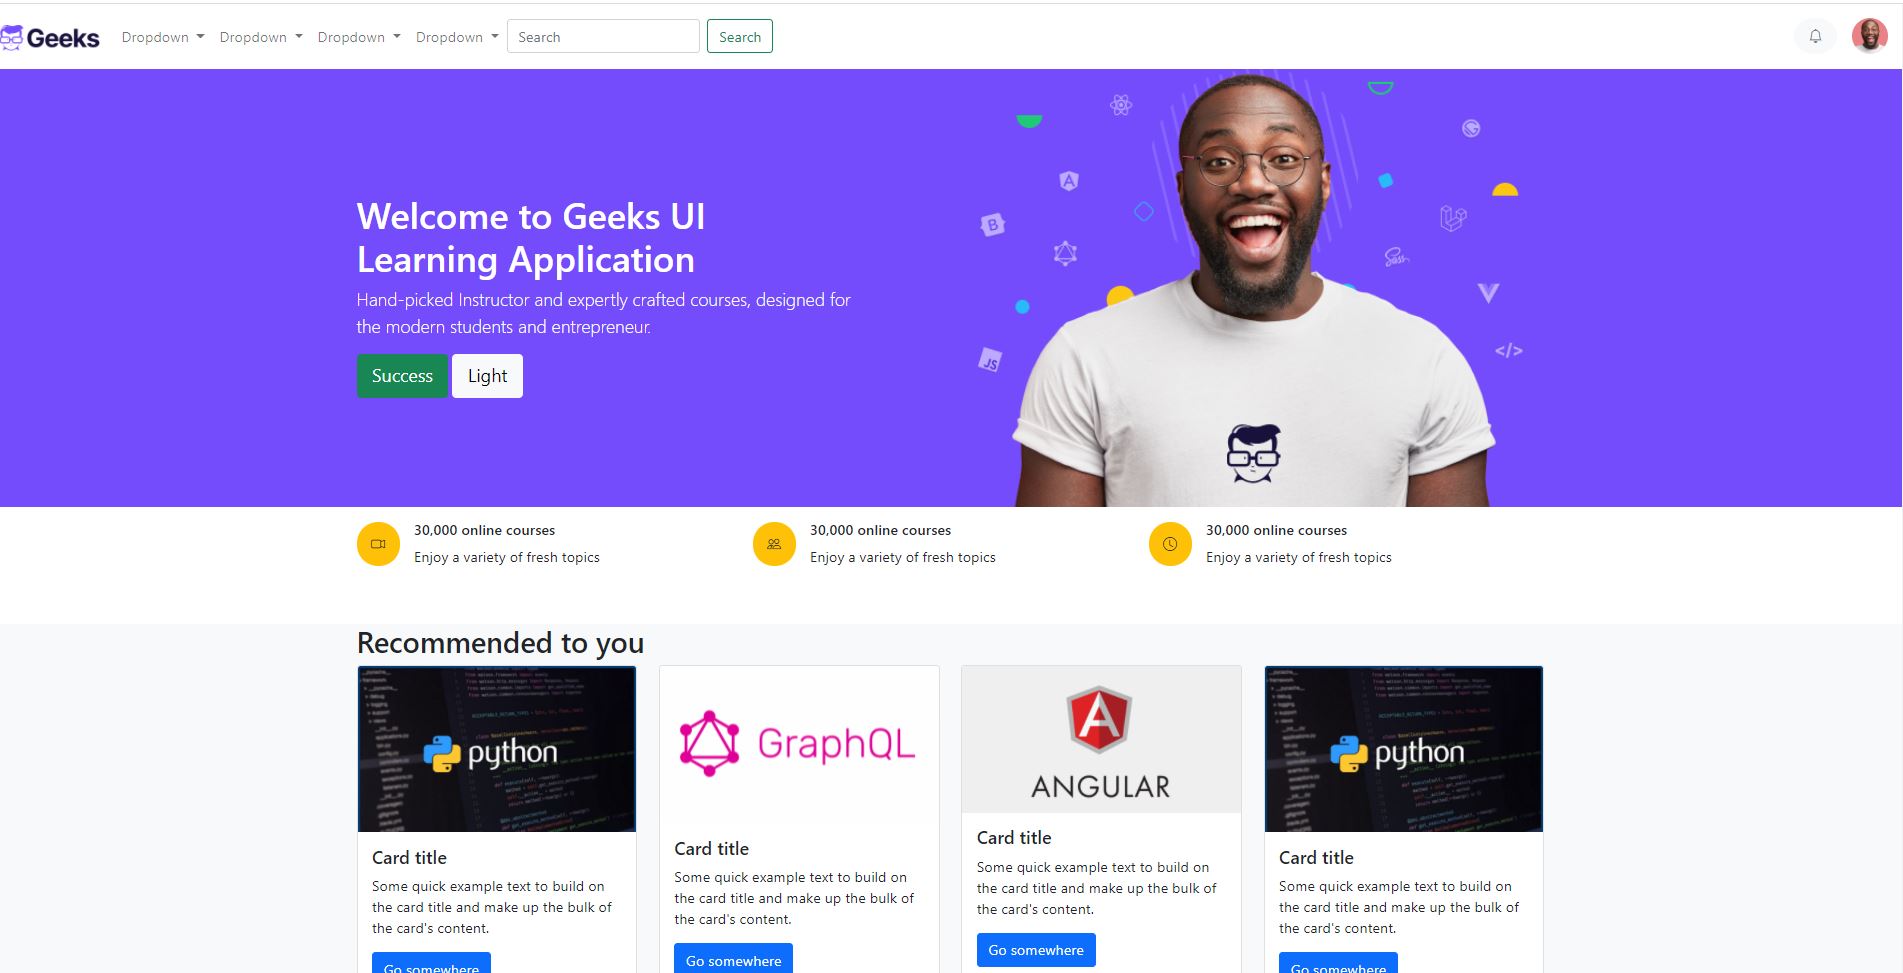 Geeks Dropdown Dropdown Dropdown Dropdown Search Search
Welcome to Geeks UI
Learning Application
Hand-picked Instructor and expertly crafted courses, designed for
the modern students and entrepreneur.
Success Light
B
JS
Sass
</>
30,000 online courses
Enjoy a variety of fresh topics
30,000 online courses
Enjoy a variety of fresh topics
30,000 online courses
Enjoy a variety of fresh topics
Recommended to you
python
Card title
Some quick example text to build on
the card title and make up the bulk of
the card's content.
Go somewhere
GraphQL
Card title
Some quick example text to build on
the card title and make up the bulk of
the card's content.
Go somewhere
ANGULAR
Card title
Some quick example text to build on
the card title and make up the bulk of
the card's content.
Go somewhere
python
Card title
Some quick example text to build on
the card title and make up the bulk of
the card's content.
Go somewhere